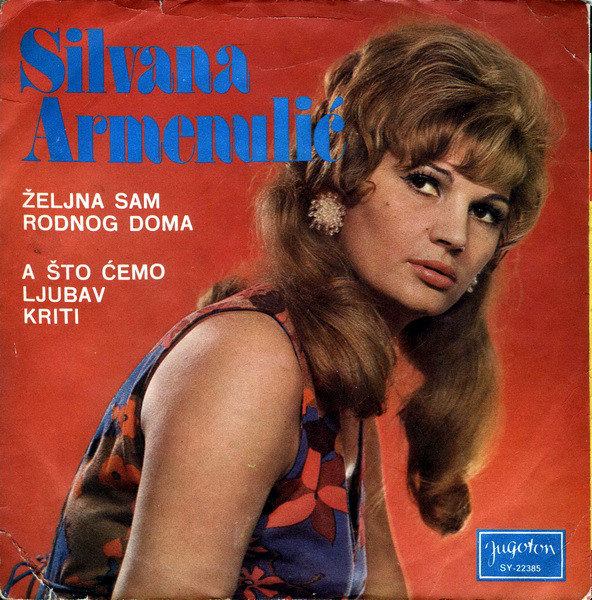 Silvana
Armenulić
ŽELJNA SAM
RODNOG DOMA
A ŠTO ĆEMO
LJUBAV
KRITI
Jugoton
SY-22385